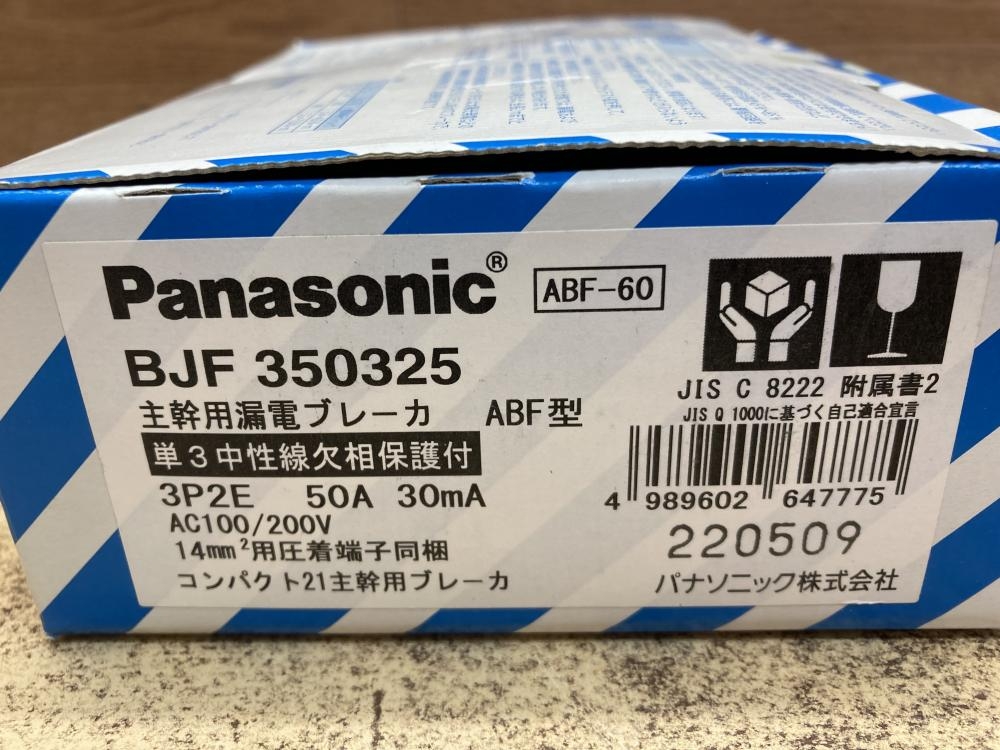 Panasonic®
ABF-60
BJF 350325
主幹用漏電ブレーカ ABF型
単3中性線欠相保護付
3P2E 50A 30mA
AC100/200V
14mm²用圧着端子同梱
コンパクト21主幹用ブレーカ
JIS C 8222 附属書2
JIS Q 1000に基づく自己適合宣言
4 989602 647775
220509
パナソニック株式会社